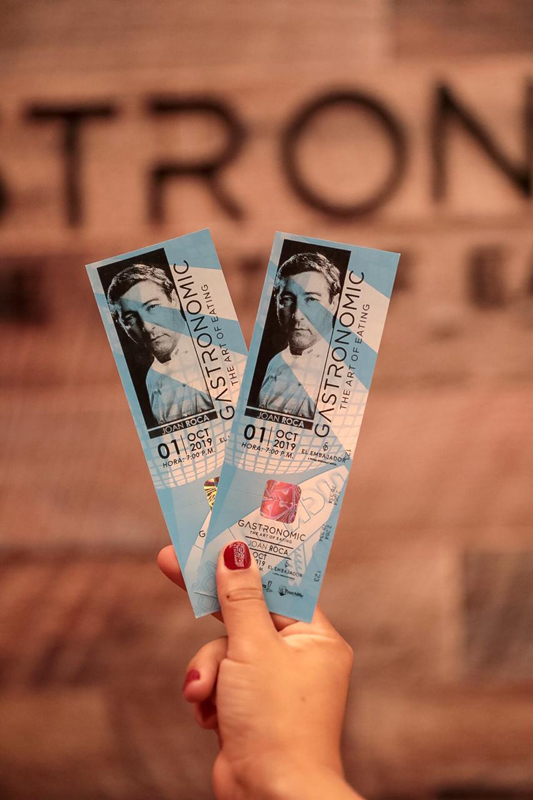 STRON
GASTRONOMIC
THE ART OF EATING
JOAN ROCA
01 OCT
2019
HORA: 7:00 P.M.
GASTRONOMIC
THE ART OF EATING
JOAN ROCA
01 OCT
2019
HORA: 7:00 P.M.
EL EMBAJADOR
GASTRONOMIC
THE ART OF EATING
JOAN ROCA
OCT
EL EMBAJADOR
123